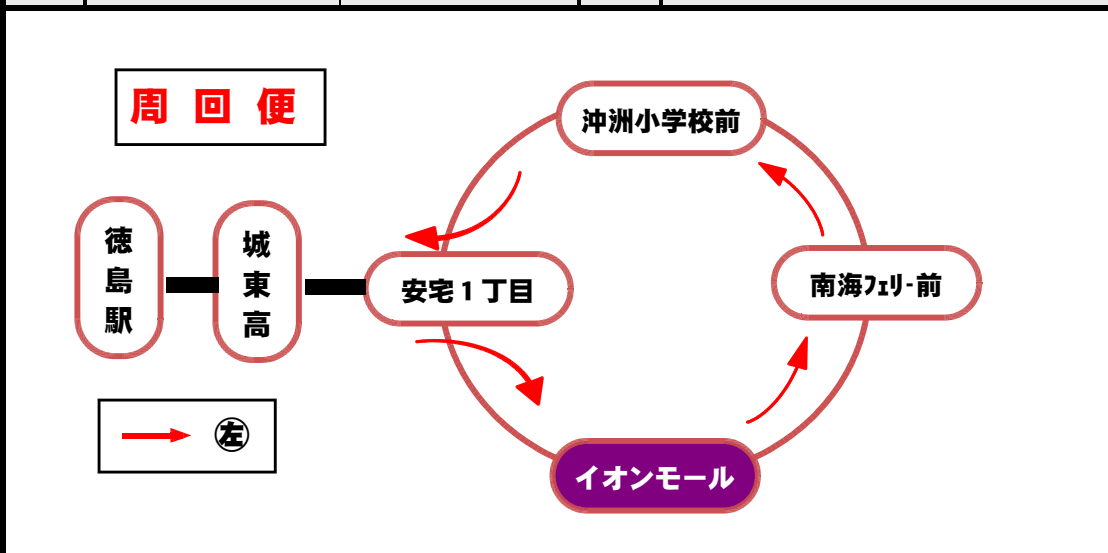 周回便
沖洲小学校前
徳島駅
城東高
安宅1丁目
南海ﾌｪﾘｰ前
㊧
イオンモール